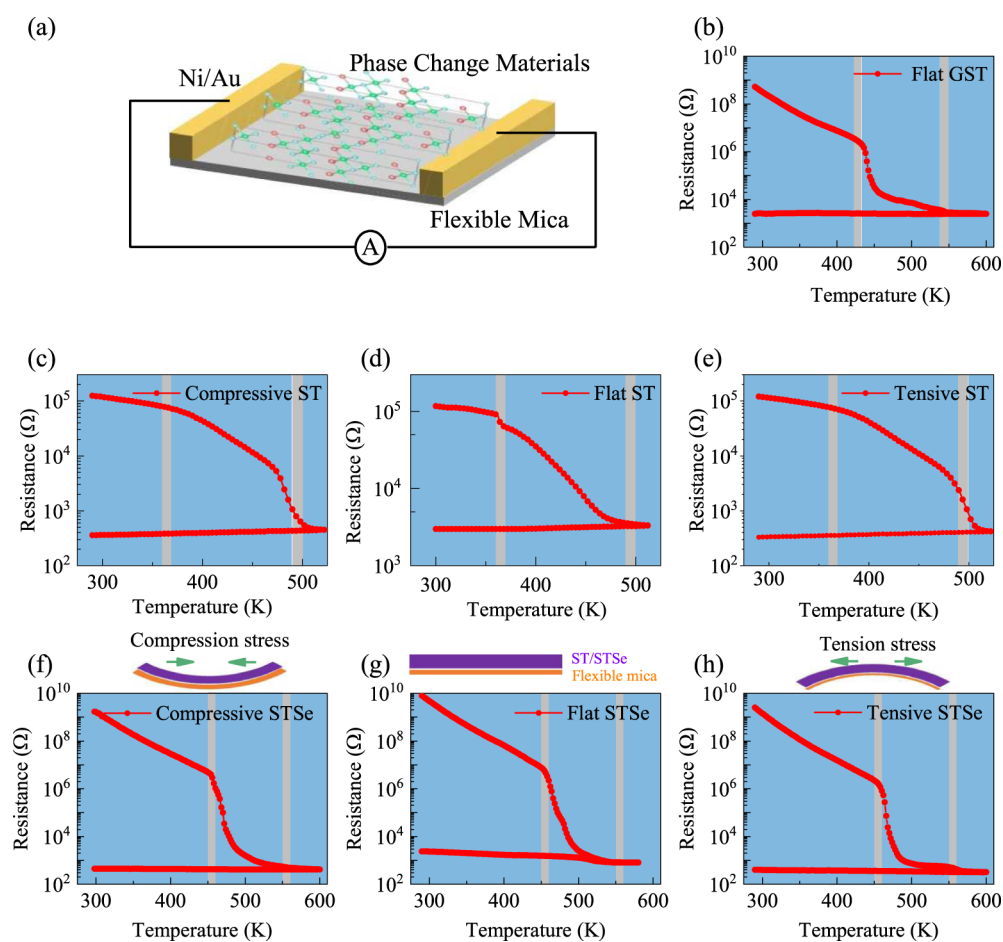 (a)
Ni/Au
Phase Change Materials
Flexible Mica
A
(b)
Flat GST
Resistance (Ω)
10^10
10^8
10^6
10^4
10^2
300 400 500 600
Temperature (K)
(c)
Compressive ST
Resistance (Ω)
10^5
10^4
10^3
10^2
300 400 500
Temperature (K)
(d)
Flat ST
Resistance (Ω)
10^5
10^4
10^3
300 400 500
Temperature (K)
(e)
Tensive ST
Resistance (Ω)
10^5
10^4
10^3
10^2
300 400 500
Temperature (K)
(f)
Compression stress
Compressive STSe
Resistance (Ω)
10^10
10^8
10^6
10^4
10^2
300 400 500 600
Temperature (K)
(g)
ST/STSe
Flexible mica
Flat STSe
Resistance (Ω)
10^10
10^8
10^6
10^4
10^2
300 400 500 600
Temperature (K)
(h)
Tension stress
Tensive STSe
Resistance (Ω)
10^10
10^8
10^6
10^4
10^2
300 400 500 600
Temperature (K)